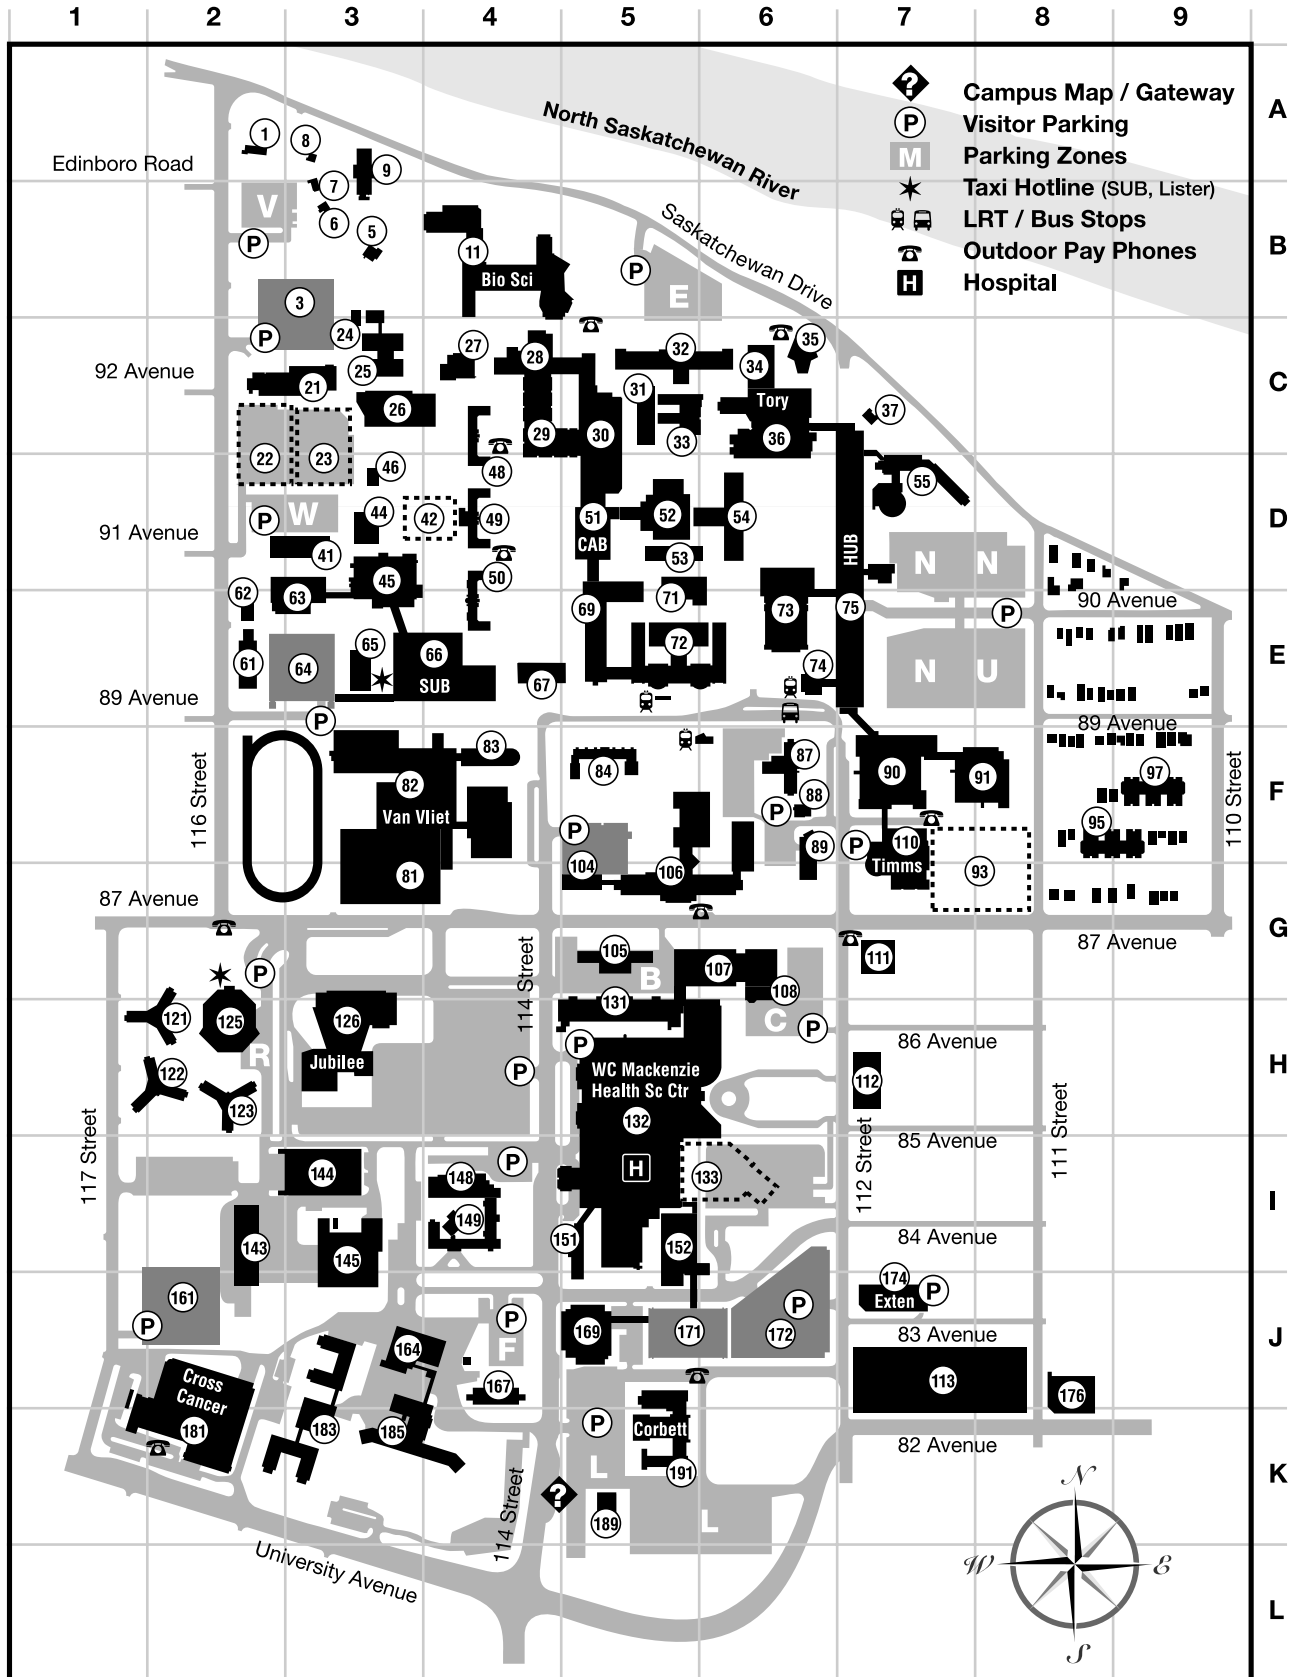 1 2 3 4 5 6 7 8 9
A
B
C
D
E
F
G
H
I
J
K
L
? Campus Map / Gateway
P Visitor Parking
M Parking Zones
Taxi Hotline (SUB, Lister)
LRT / Bus Stops
Outdoor Pay Phones
H Hospital
North Saskatchewan River
Saskatchewan Drive
Edinboro Road
1
8
9
7
6
5
V
P
11
Bio Sci
P
E
3
P
24
25
27
28
32
34
35
92 Avenue
21
26
31
Tory
37
29
30
33
36
22
23
46
48
55
W
P
44
42
49
51
52
54
91 Avenue
41
CAB
53
HUB
N
N
45
50
62
63
69
71
73
75
P
90 Avenue
61
64
65
66
SUB
67
72
74
N
U
89 Avenue
P
89 Avenue
116 Street
82
Van Vliet
83
84
87
88
P
90
91
97
95
110 Street
P
104
106
89
P
110
Timms
93
81
87 Avenue
87 Avenue
P
114 Street
105
B
107
108
111
121
125
R
126
Jubilee
131
C
P
86 Avenue
122
123
P
P
WC Mackenzie
Health Sc Ctr
132
112
117 Street
85 Avenue
111 Street
112 Street
144
148
P
H
133
143
145
149
151
152
84 Avenue
161
P
164
P
F
169
171
P
172
174
Exten
P
83 Avenue
Cross
Cancer
181
183
185
167
113
176
P
Corbett
82 Avenue
L
191
114 Street
?
189
L
University Avenue
N
W
E
S